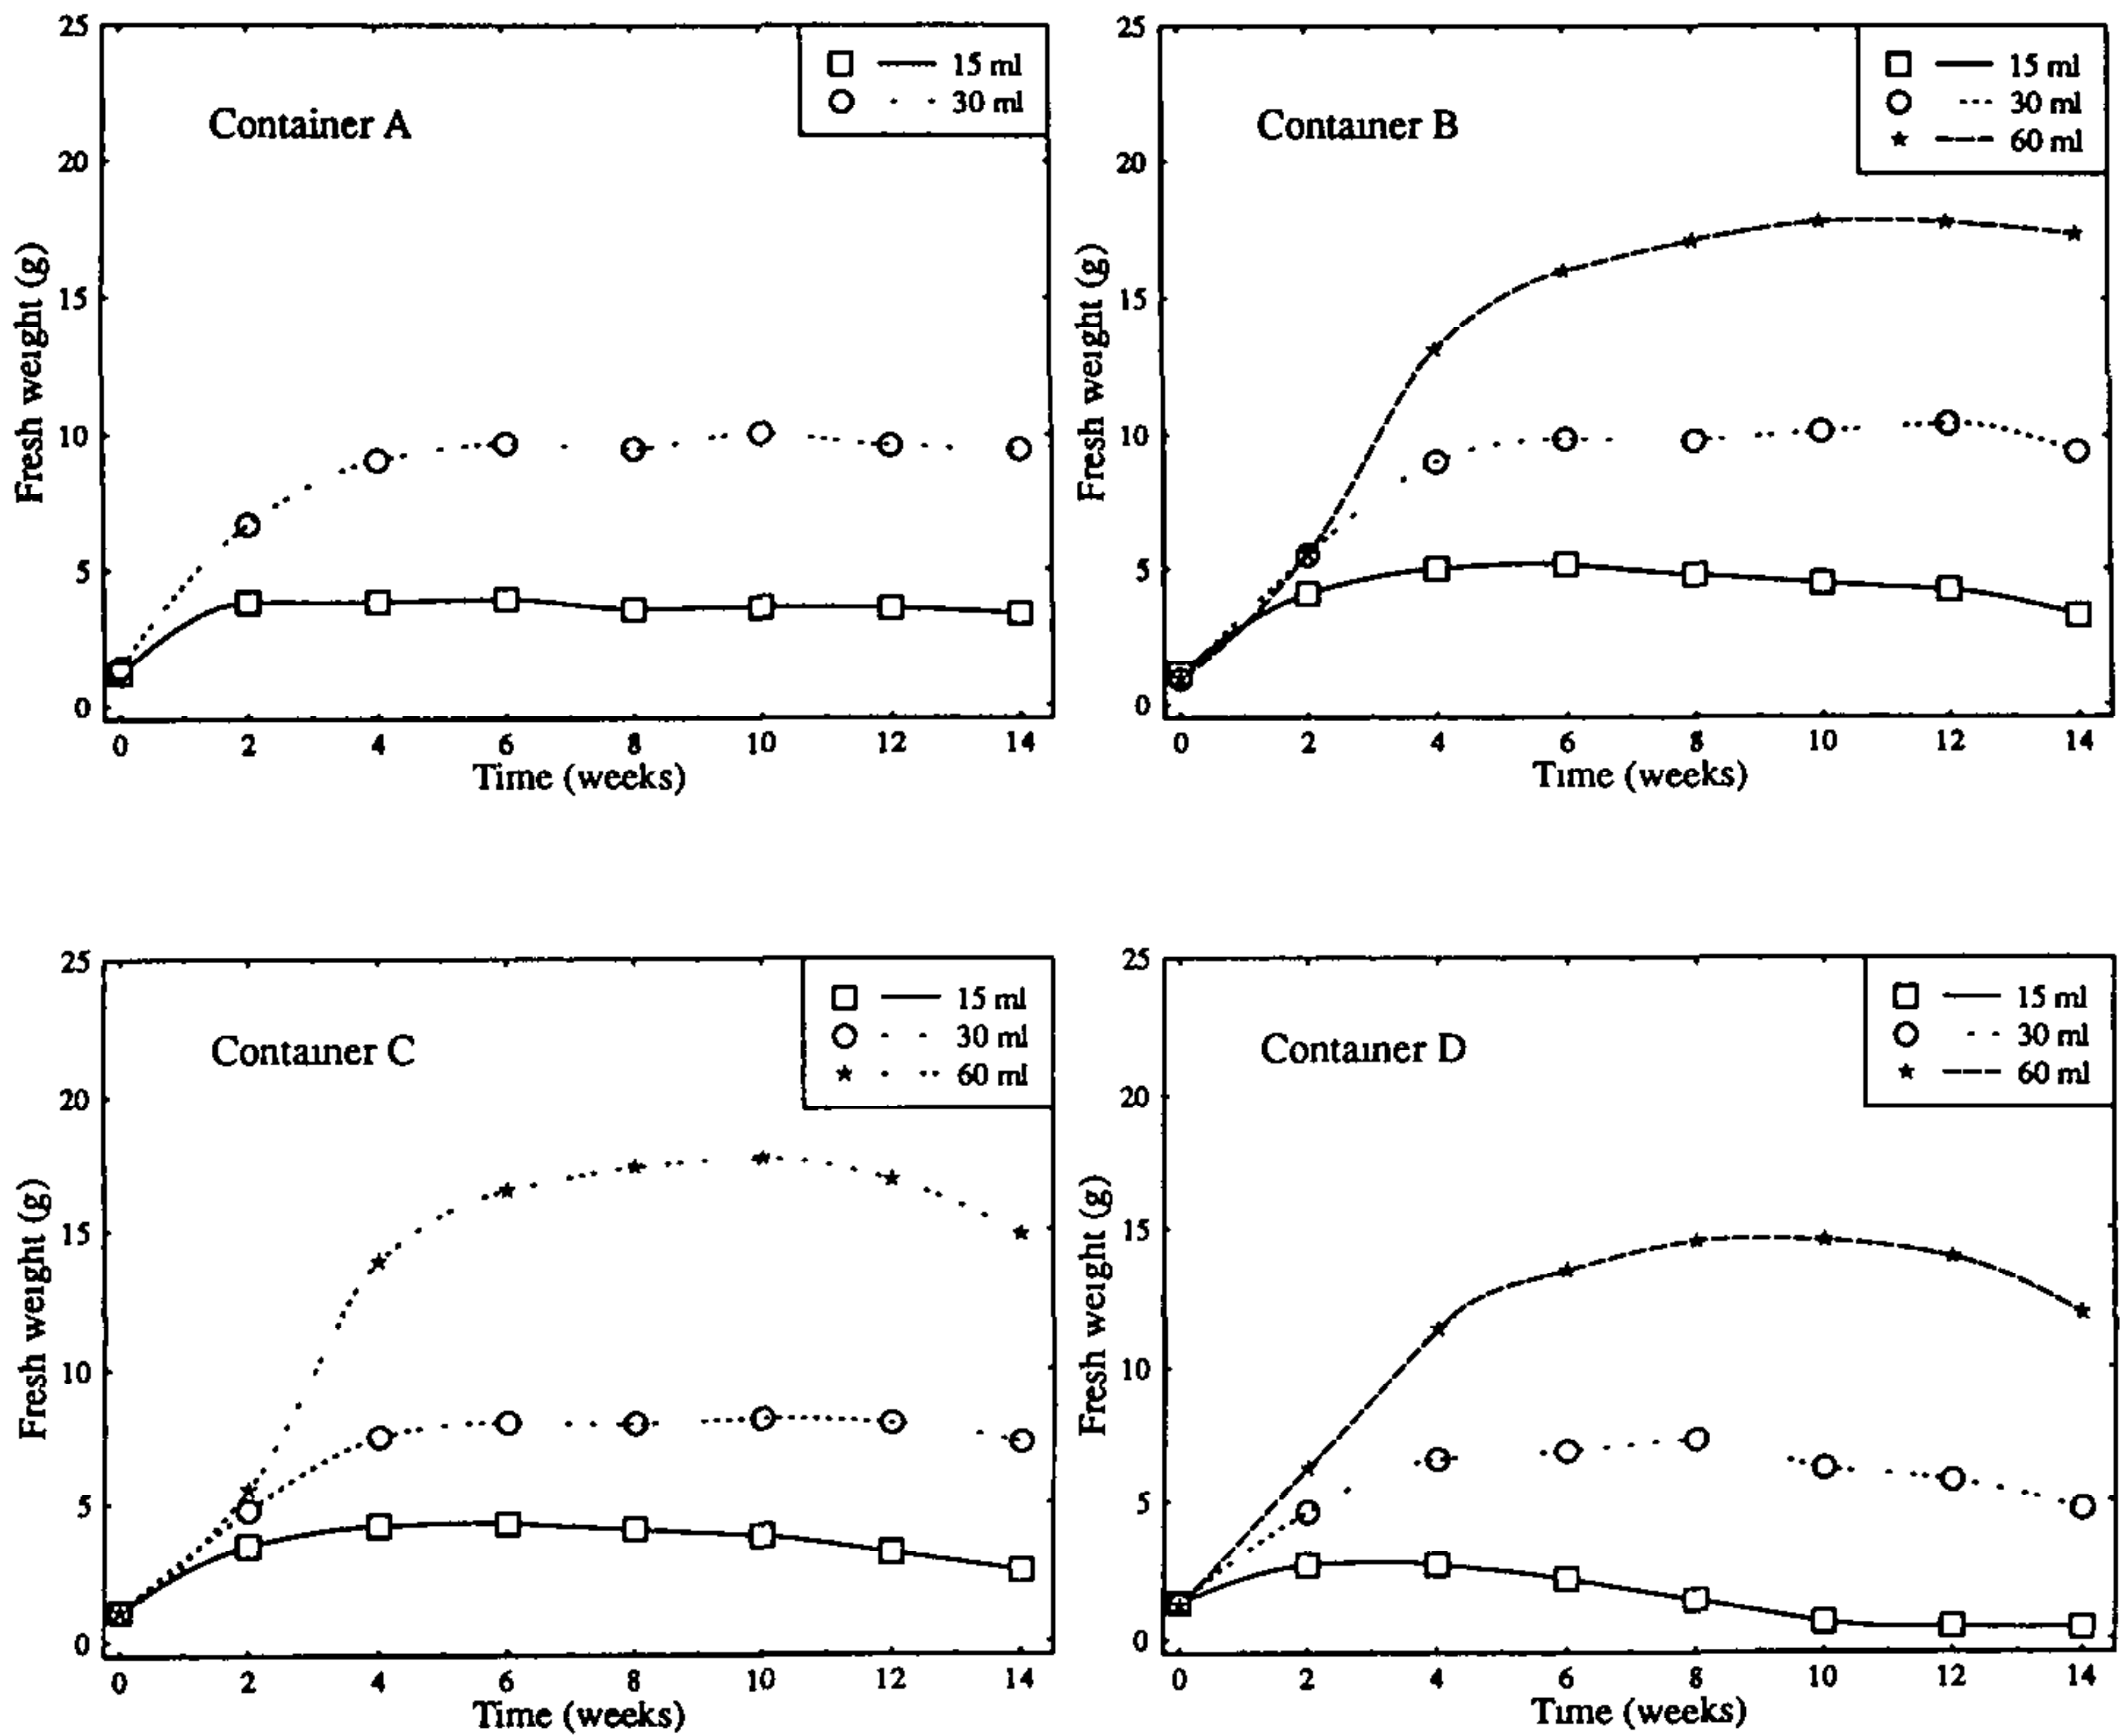 25
20
15
10
5
0
Fresh weight (g)
Container A
15 ml
30 ml
0 2 4 6 8 10 12 14
Time (weeks)
25
20
15
10
5
0
Fresh weight (g)
Container B
15 ml
30 ml
60 ml
0 2 4 6 8 10 12 14
Time (weeks)
25
20
15
10
5
0
Fresh weight (g)
Container C
15 ml
30 ml
60 ml
0 2 4 6 8 10 12 14
Time (weeks)
25
20
15
10
5
0
Fresh weight (g)
Container D
15 ml
30 ml
60 ml
0 2 4 6 8 10 12 14
Time (weeks)